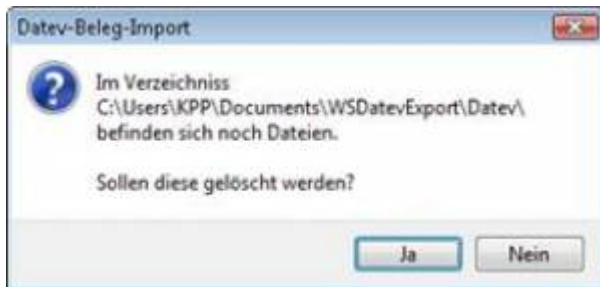 Datev-Beleg-Import
Im Verzeichniss
C:\Users\KPP\Documents\WSDatevExport\Datev\
befinden sich noch Dateien.
Sollen diese gelöscht werden?
Ja
Nein